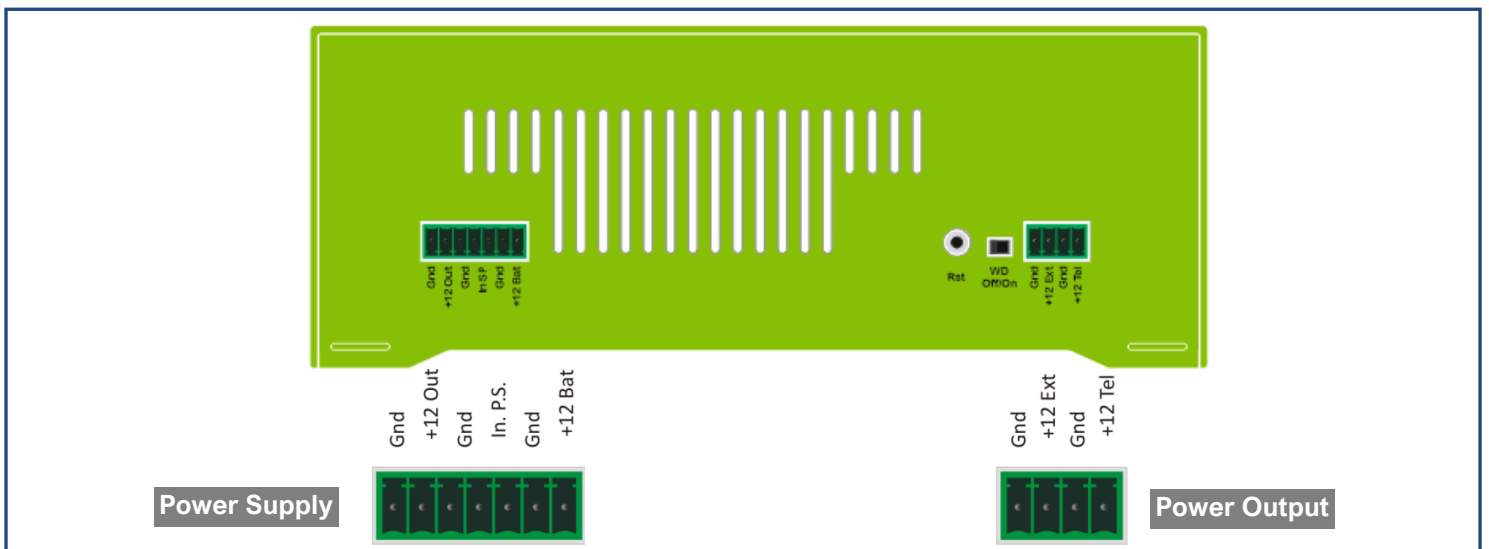 Gnd
+12 Out
Gnd
In S.P
Gnd
+12 Bat
Rst
WD
Off/On
Gnd
+12 Ext
Gnd
+12 Tel
Gnd
+12 Out
Gnd
In. P.S.
Gnd
+12 Bat
Gnd
+12 Ext
Gnd
+12 Tel
Power Supply
Power Output